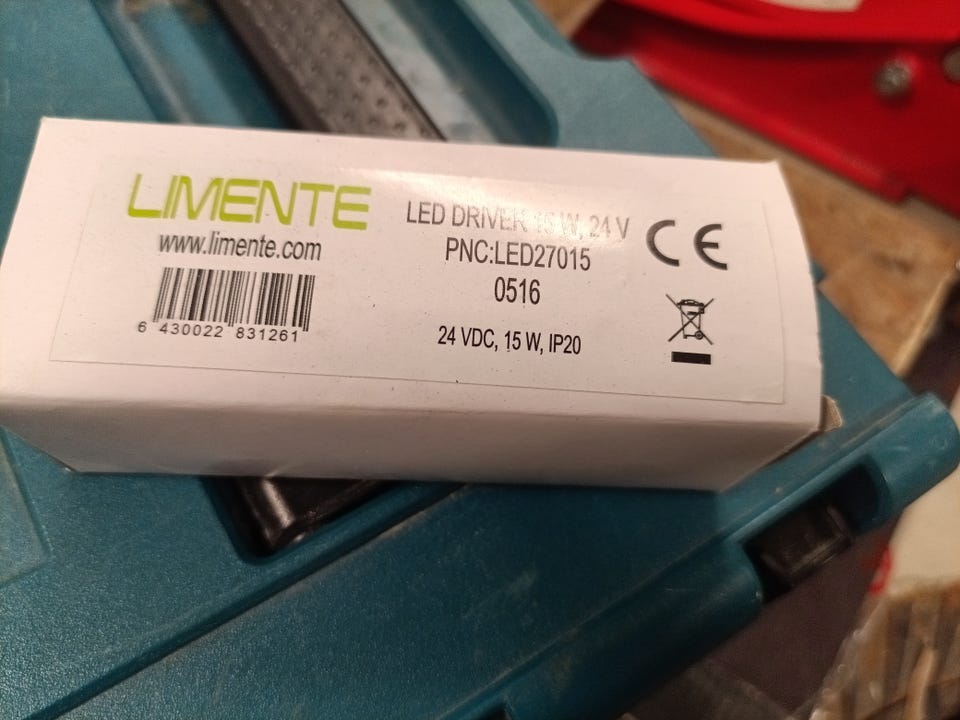 LIMENTE
www.limente.com
6 430022 831261
LED DRIVER 15 W, 24 V
PNC:LED27015
0516
24 VDC, 15 W, IP20
CE